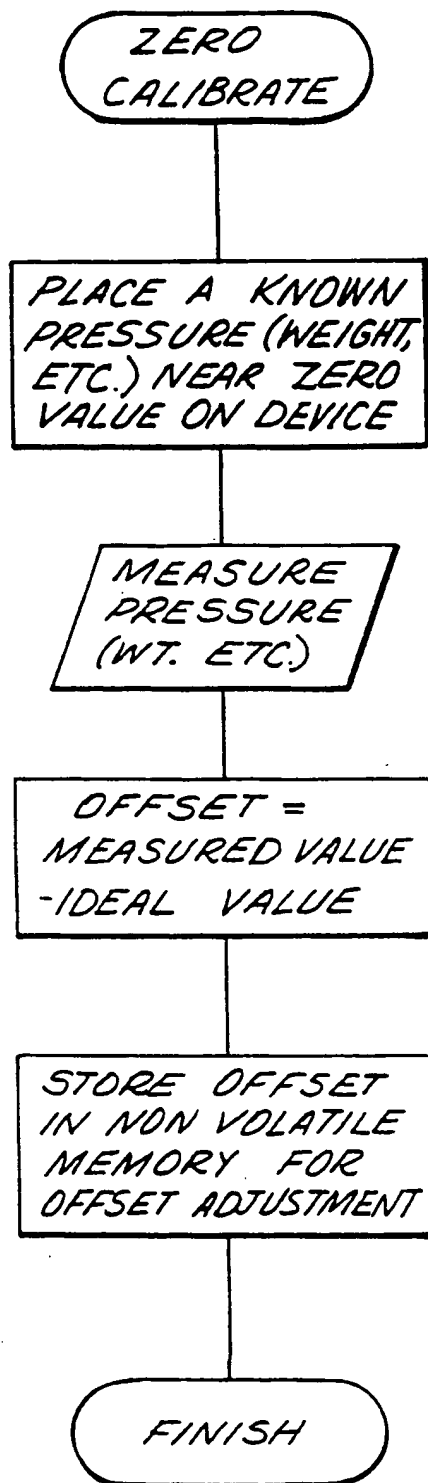 ZERO
CALIBRATE
PLACE A KNOWN
PRESSURE (WEIGHT,
ETC.) NEAR ZERO
VALUE ON DEVICE
MEASURE
PRESSURE
(WT. ETC.)
OFFSET =
MEASURED VALUE
-IDEAL VALUE
STORE OFFSET
IN NON VOLATILE
MEMORY FOR
OFFSET ADJUSTMENT
FINISH